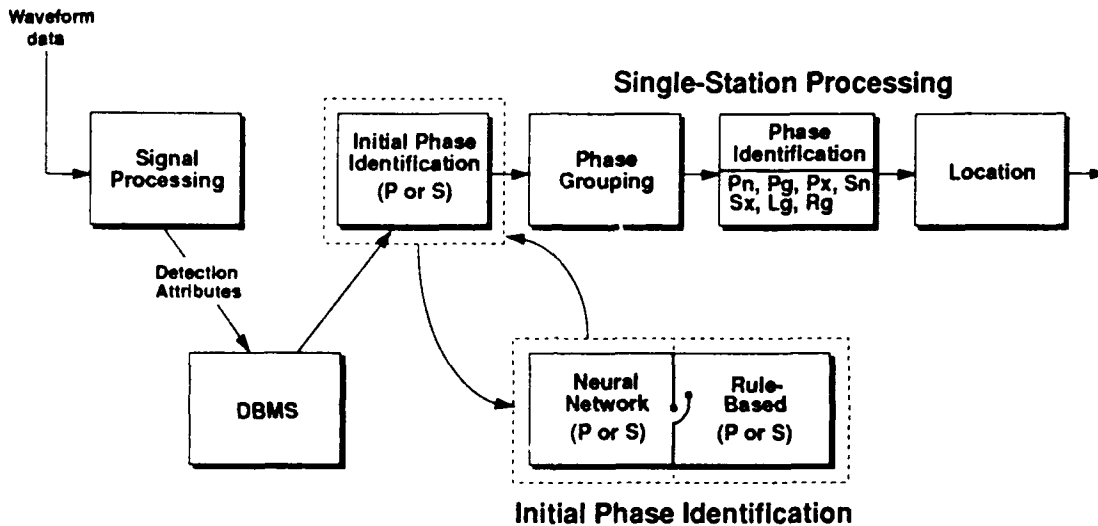 Waveform
data
Single-Station Processing
Signal
Processing
Initial Phase
Identification
(P or S)
Phase
Grouping
Phase
Identification
Pn, Pg, Px, Sn
Sx, Lg, Rg
Location
Detection
Attributes
DBMS
Neural
Network
(P or S)
Rule-
Based
(P or S)
Initial Phase Identification